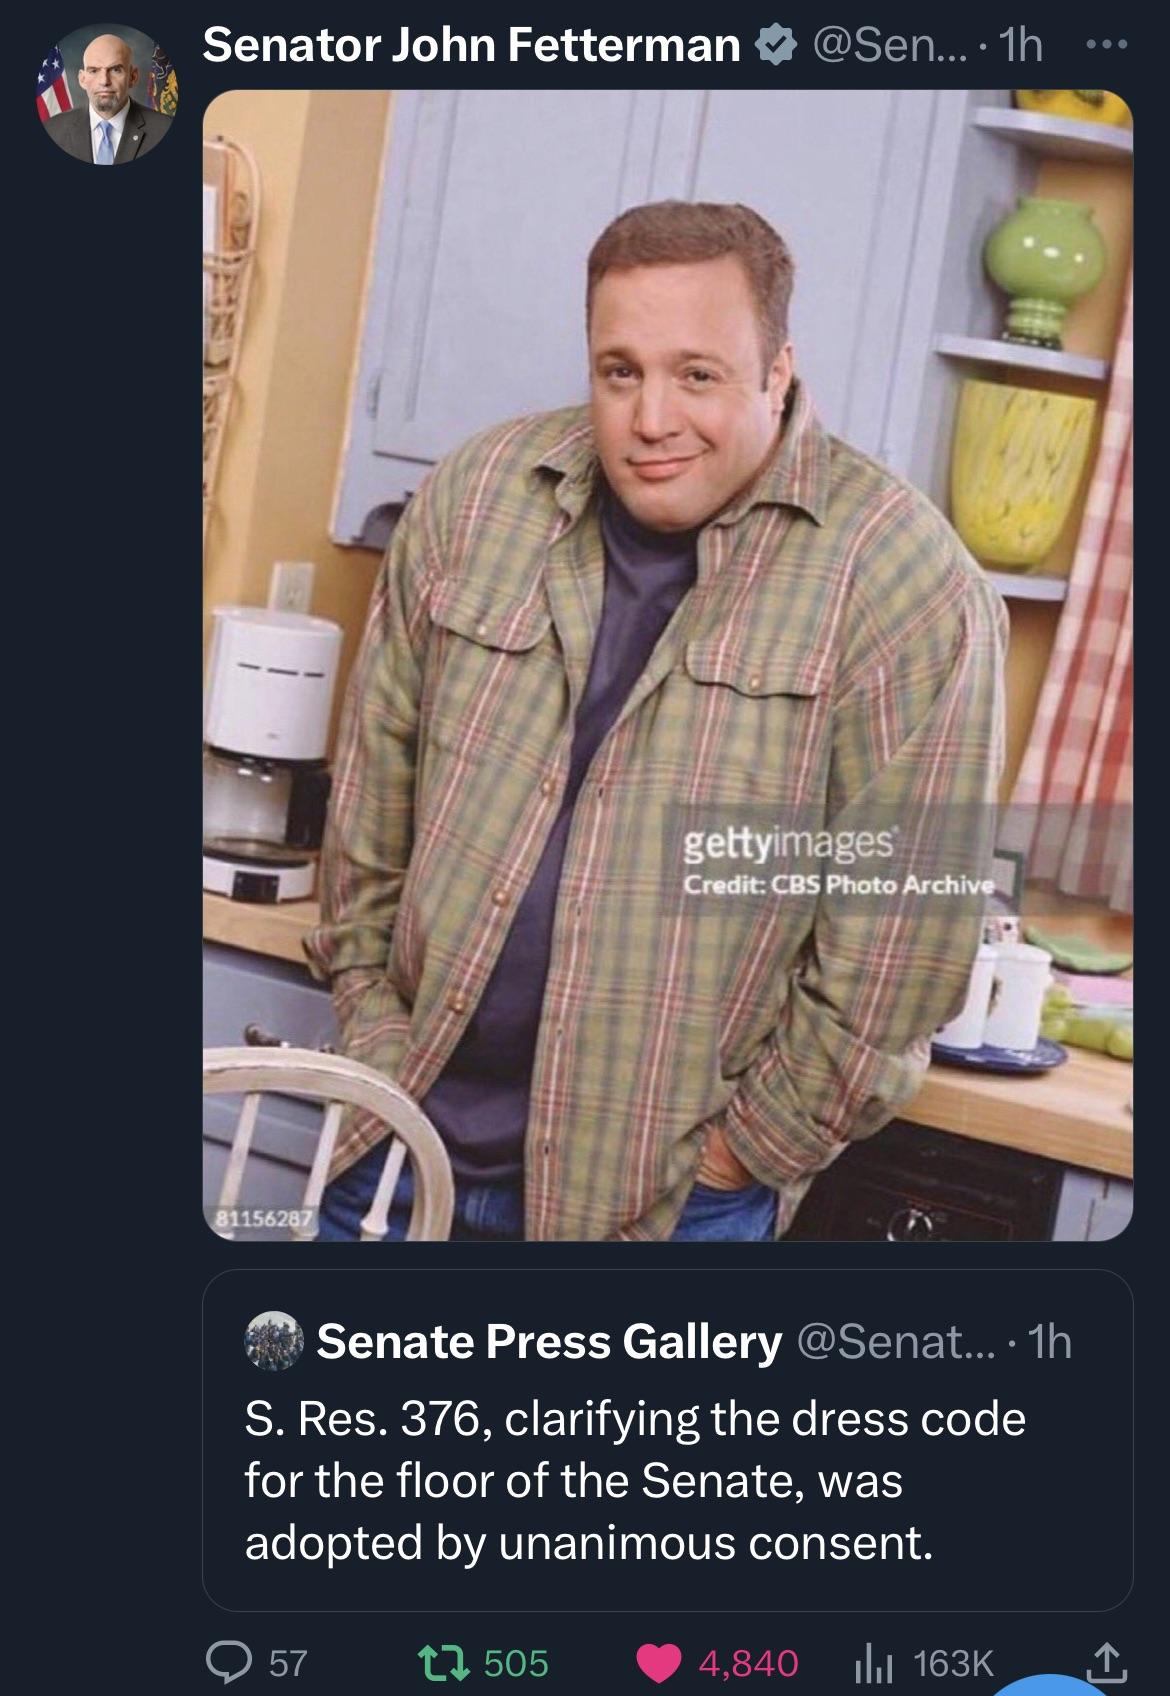 Senator John Fetterman @Sen... · 1h
gettyimages®
Credit: CBS Photo Archive
81156287
Senate Press Gallery @Senat... · 1h
S. Res. 376, clarifying the dress code
for the floor of the Senate, was
adopted by unanimous consent.
57 505 4,840 163K